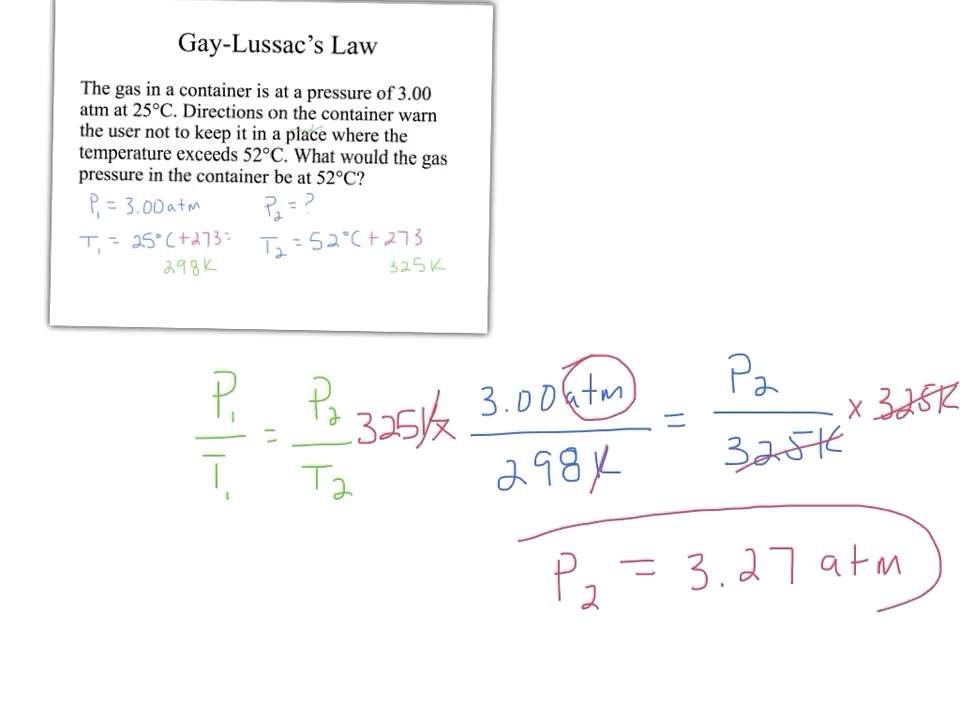 Gay-Lussac's Law
The gas in a container is at a pressure of 3.00
atm at 25°C. Directions on the container warn
the user not to keep it in a place where the
temperature exceeds 52°C. What would the gas
pressure in the container be at 52°C?
P₁ = 3.00 atm P₂ = ?
T₁ = 25°C +273= T₂ = 52°C + 273
298K 325K
P₁/T₁ = P₂/T₂
325K x 3.00 atm/298K = P₂/325K x 325K
P₂ = 3.27 atm